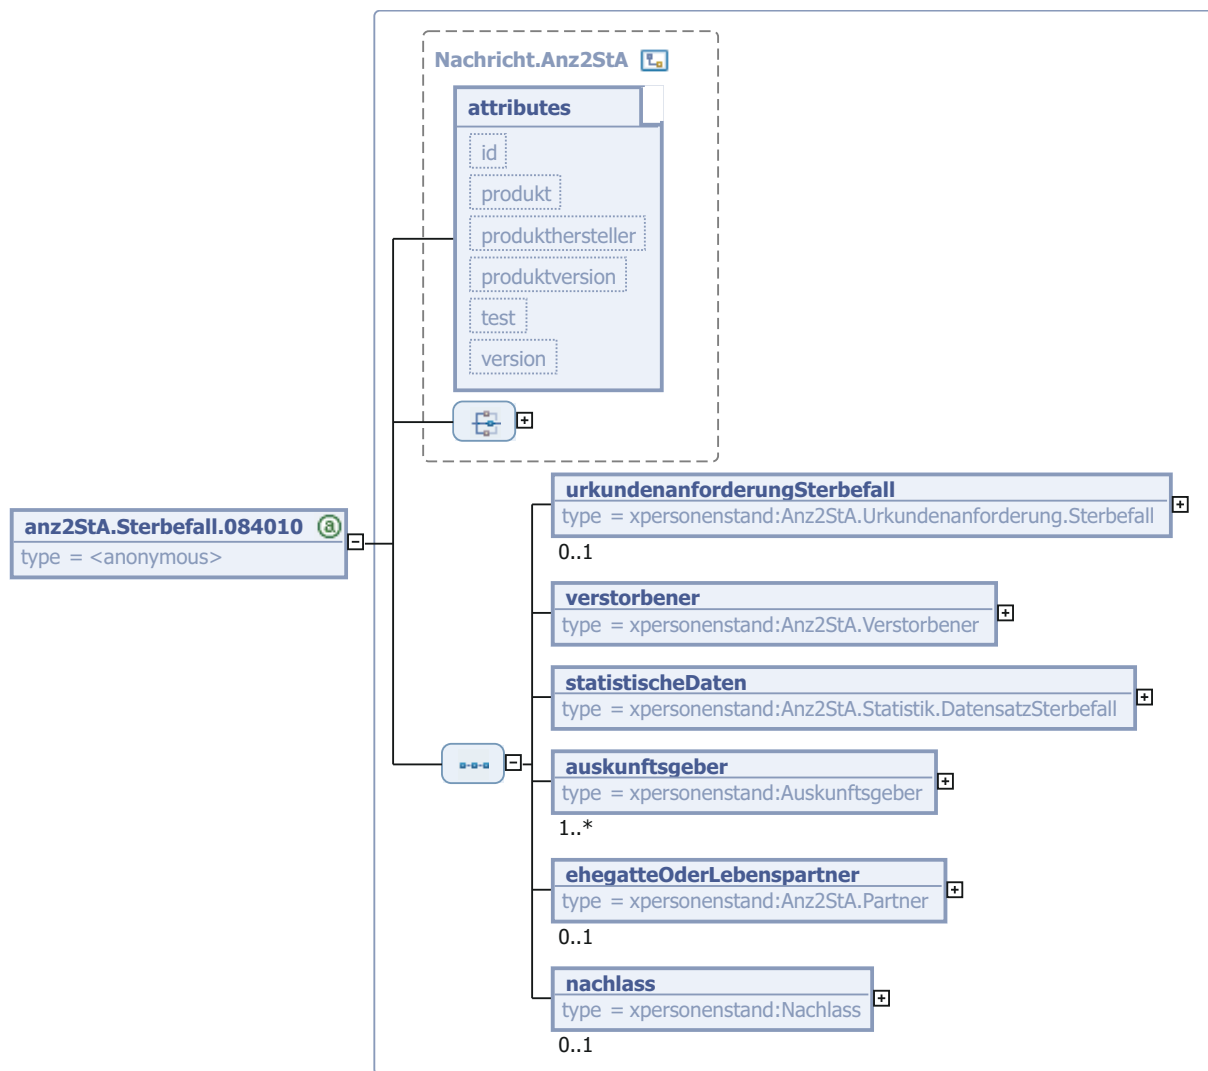 Nachricht.Anz2StA
attributes
id
produkt
produkthersteller
produktversion
test
version
anz2StA.Sterbefall.084010 a
type = <anonymous>
urkundenanforderungSterbefall
type = xpersonenstand:Anz2StA.Urkundenanforderung.Sterbefall
0..1
verstorbener
type = xpersonenstand:Anz2StA.Verstorbener
statistischeDaten
type = xpersonenstand:Anz2StA.Statistik.DatensatzSterbefall
auskunftsgeber
type = xpersonenstand:Auskunftsgeber
1..*
ehegatteOderLebenspartner
type = xpersonenstand:Anz2StA.Partner
0..1
nachlass
type = xpersonenstand:Nachlass
0..1